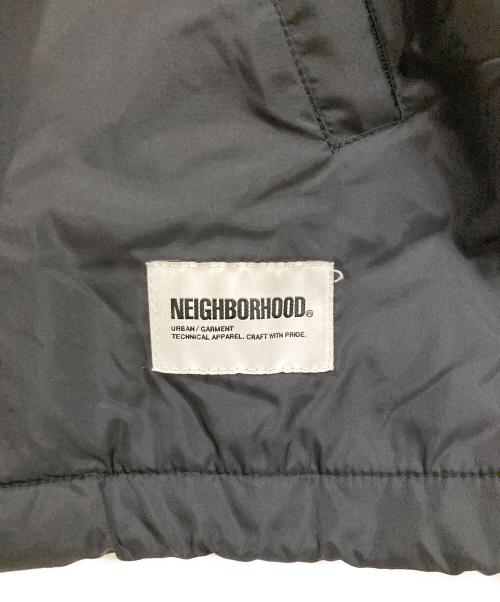 NEIGHBORHOOD®
URBAN / GARMENT
TECHNICAL APPAREL. CRAFT WITH PRIDE.